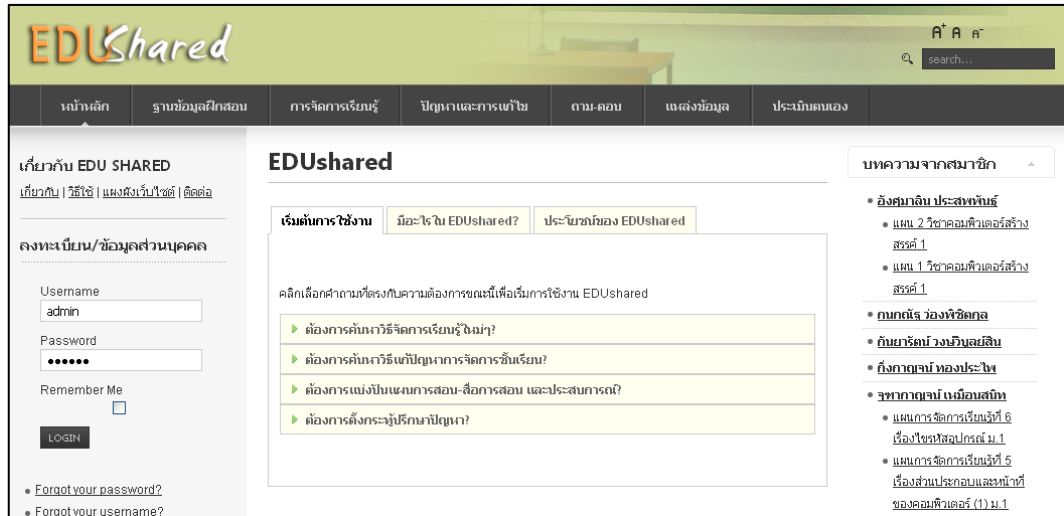 EDUShared
A+ A A-
search...
หน้าหลัก ฐานข้อมูลฝึกสอน การจัดการเรียนรู้ ปัญหาและการแก้ไข ถาม-ตอบ แหล่งข้อมูล ประเมินตนเอง
เกี่ยวกับ EDU SHARED
เกี่ยวกับ | วิธีใช้ | แผงผังเว็บไซต์ | ติดต่อ
ลงทะเบียน/ข้อมูลส่วนบุคคล
Username
admin
Password
••••••
Remember Me
LOGIN
Forgot your password?
Forgot your username?
EDUshared
เริ่มต้นการใช้งาน มีอะไรใน EDUshared? ประโยชน์ของ EDUshared
คลิกเลือกคำถามที่ตรงกับความต้องการขณะนี้เพื่อเริ่มการใช้งาน EDUshared
ต้องการค้นหาวิธีจัดการเรียนรู้ใหม่ๆ?
ต้องการค้นหาวิธีแก้ปัญหาการจัดการชั้นเรียน?
ต้องการแบ่งปันแผนการสอน-สื่อการสอน และประสบการณ์?
ต้องการตั้งกระทู้ปรึกษาปัญหา?
บทความจากสมาชิก
อังศุมาลิน ประสพพันธ์
แผน 2 วิชาคอมพิวเตอร์สร้าง
สรรค์ 1
แผน 1 วิชาคอมพิวเตอร์สร้าง
สรรค์ 1
กนกณัฐ ว่องพิชิตกุล
กันยารัตน์ วงษ์วิบูลย์สิน
กิ่งกาญจน์ ทองประไพ
จุฑากาญจน์ เหมือนสนิท
แผนการจัดการเรียนรู้ที่ 6
เรื่องไขรหัสอุปกรณ์ ม.1
แผนการจัดการเรียนรู้ที่ 5
เรื่องส่วนประกอบและหน้าที่
ของคอมพิวเตอร์ (1) ม.1